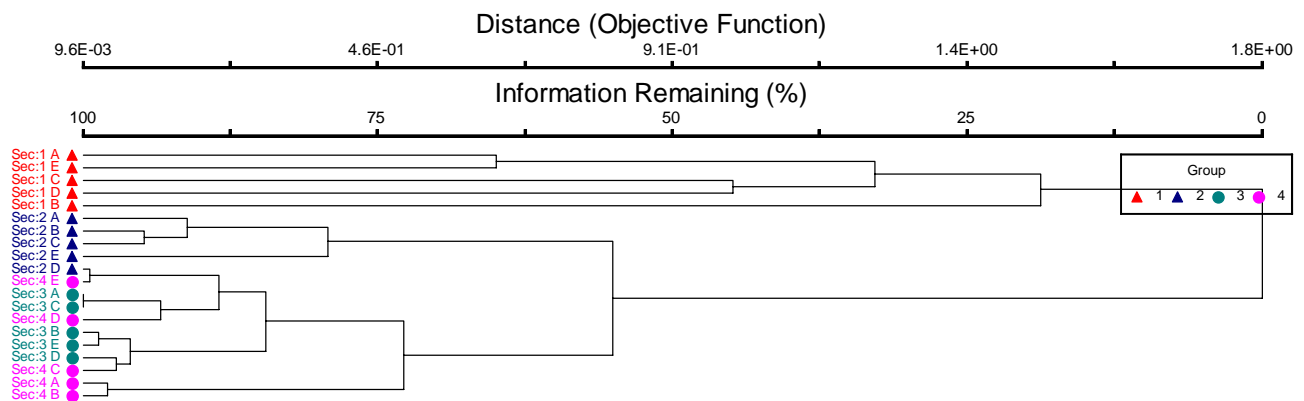 Distance (Objective Function)
9.6E-03 4.6E-01 9.1E-01 1.4E+00 1.8E+00
Information Remaining (%)
100 75 50 25 0
Sec:1 A
Sec:1 E
Sec:1 C
Sec:1 D
Sec:1 B
Sec:2 A
Sec:2 B
Sec:2 C
Sec:2 E
Sec:2 D
Sec:4 E
Sec:3 A
Sec:3 C
Sec:4 D
Sec:3 B
Sec:3 E
Sec:3 D
Sec:4 C
Sec:4 A
Sec:4 B
Group
1 2 3 4